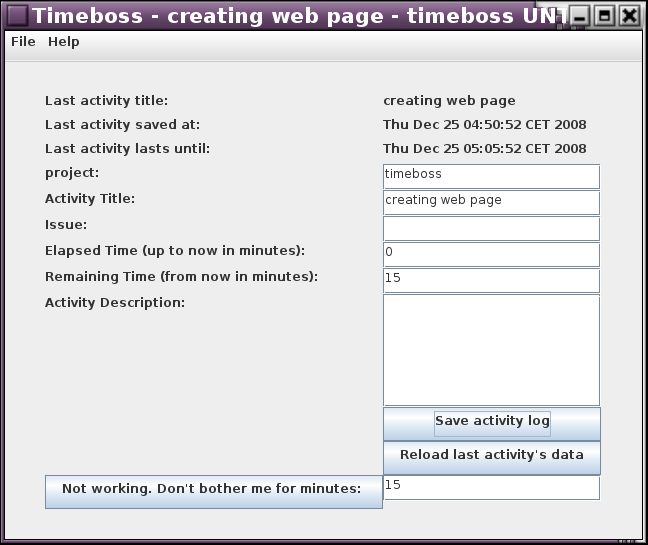 Timeboss - creating web page - timeboss UNT
File Help
Last activity title: creating web page
Last activity saved at: Thu Dec 25 04:50:52 CET 2008
Last activity lasts until: Thu Dec 25 05:05:52 CET 2008
project: timeboss
Activity Title: creating web page
Issue:
Elapsed Time (up to now in minutes): 0
Remaining Time (from now in minutes): 15
Activity Description:
Save activity log
Reload last activity's data
Not working. Don't bother me for minutes: 15